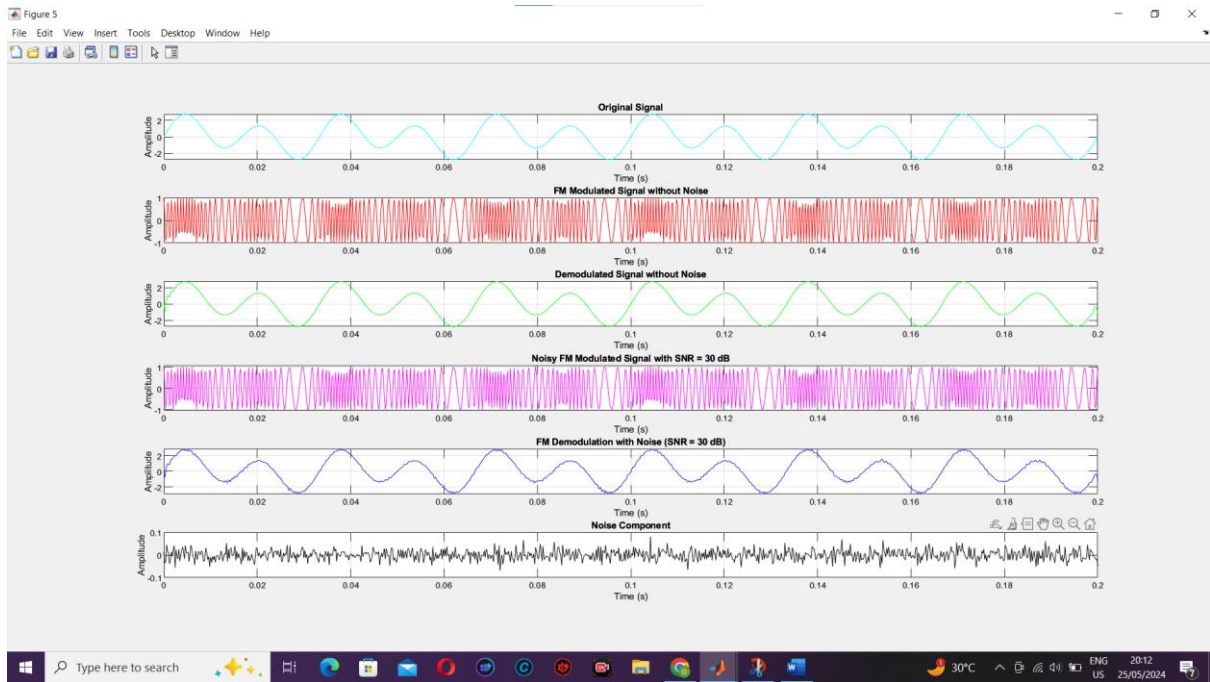 Figure 5
File Edit View Insert Tools Desktop Window Help
Original Signal
Amplitude
2
0
-2
0 0.02 0.04 0.06 0.08 0.1 0.12 0.14 0.16 0.18 0.2
Time (s)
FM Modulated Signal without Noise
Amplitude
1
0
-1
0 0.02 0.04 0.06 0.08 0.1 0.12 0.14 0.16 0.18 0.2
Time (s)
Demodulated Signal without Noise
Amplitude
2
0
-2
0 0.02 0.04 0.06 0.08 0.1 0.12 0.14 0.16 0.18 0.2
Time (s)
Noisy FM Modulated Signal with SNR = 30 dB
Amplitude
1
0
-1
0 0.02 0.04 0.06 0.08 0.1 0.12 0.14 0.16 0.18 0.2
Time (s)
FM Demodulation with Noise (SNR = 30 dB)
Amplitude
2
0
-2
0 0.02 0.04 0.06 0.08 0.1 0.12 0.14 0.16 0.18 0.2
Time (s)
Noise Component
Amplitude
0.1
0
-0.1
0 0.02 0.04 0.06 0.08 0.1 0.12 0.14 0.16 0.18 0.2
Time (s)
Type here to search
30°C
ENG
US
20:12
25/05/2024